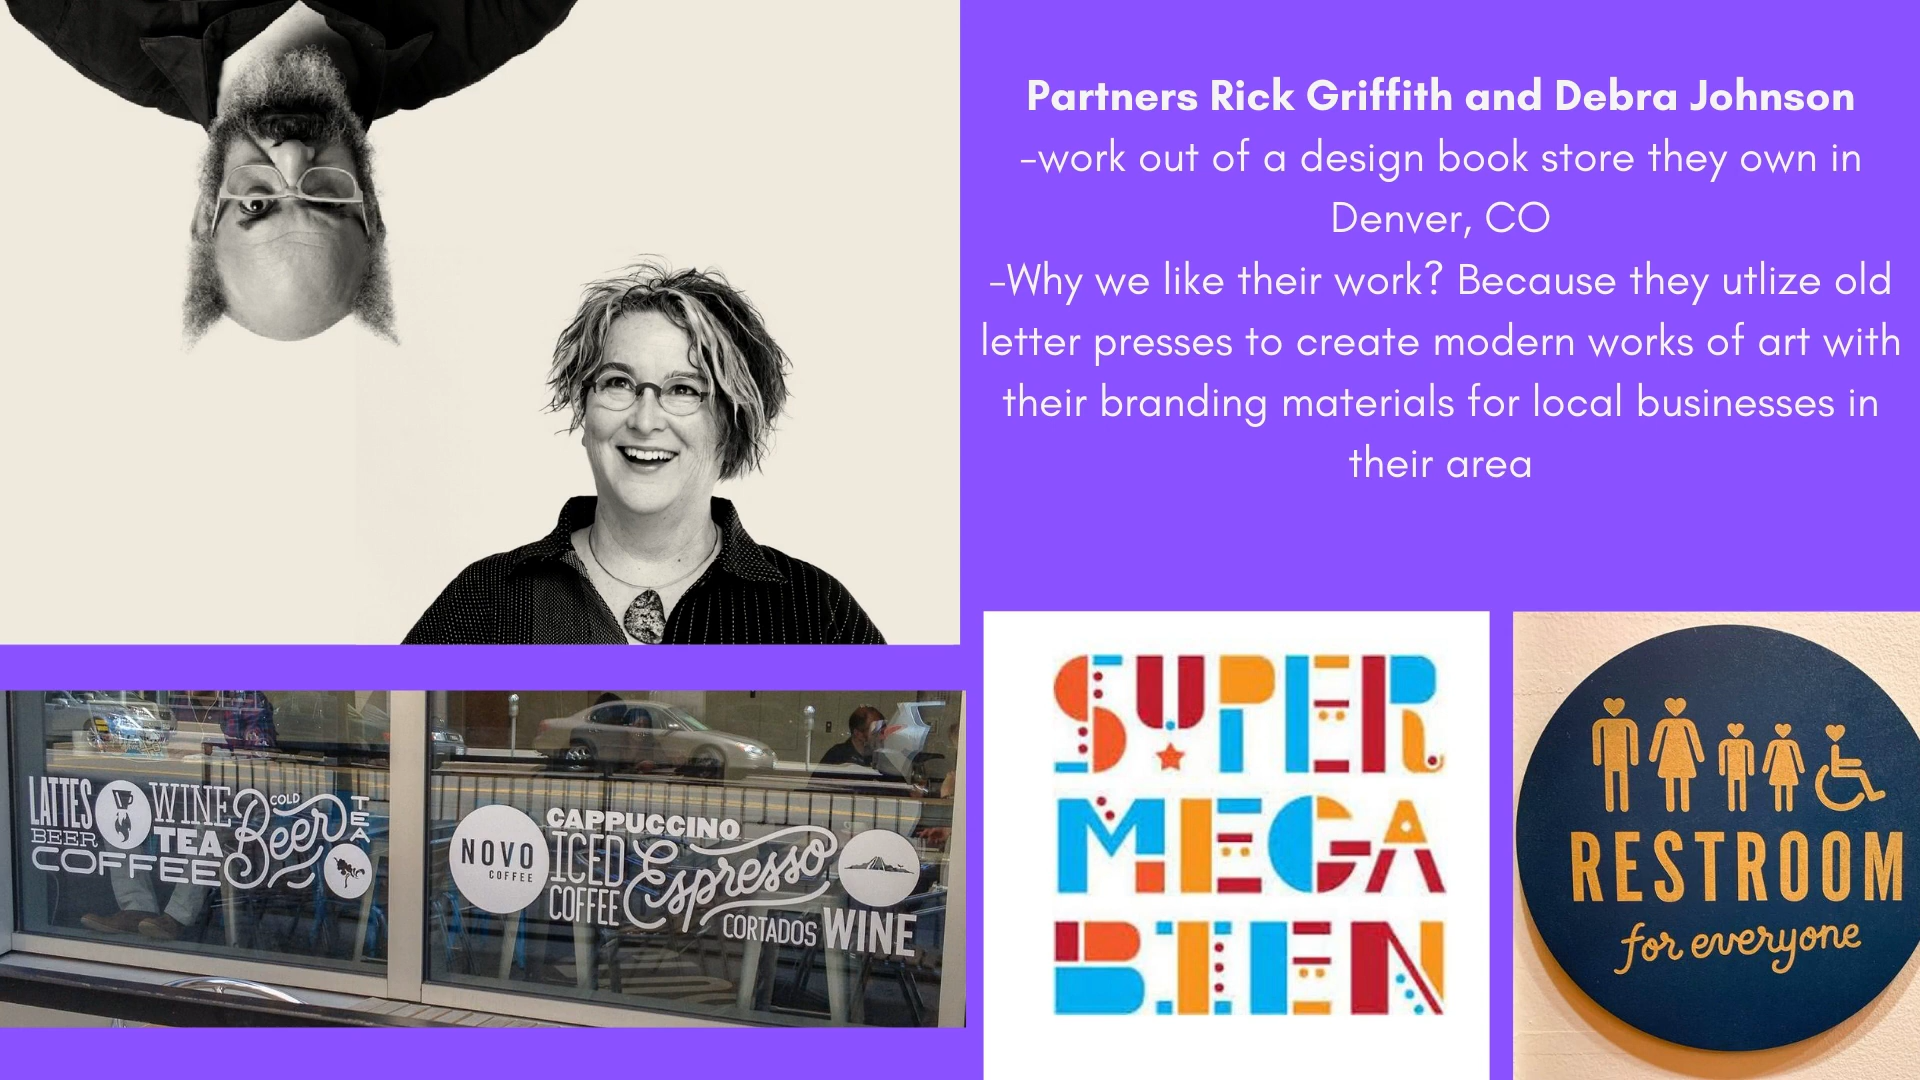 Partners Rick Griffith and Debra Johnson
-work out of a design book store they own in
Denver, CO
-Why we like their work? Because they utlize old
letter presses to create modern works of art with
their branding materials for local businesses in
their area
LATTES
BEER
COFFEE
WINE
TEA
COLD
Beer
TEA
NOVO
COFFEE
CAPPUCCINO
ICED
COFFEE
Espresso
CORTADOS
WINE
SUPER
MEGA
BIEN
RESTROOM
for everyone